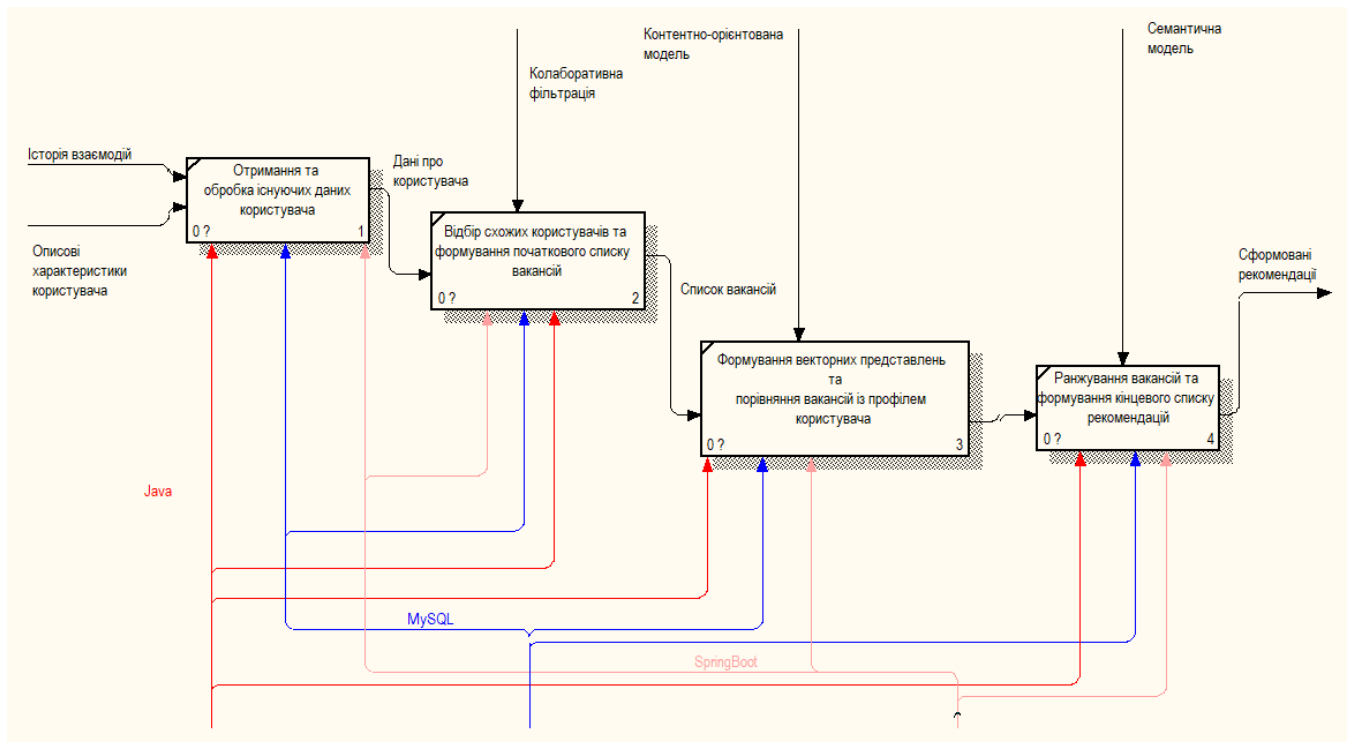 Семантична
модель
Контентно-орієнтована
модель
Колаборативна
фільтрація
Історія взаємодій
Отримання та
обробка існуючих даних
користувача
0 ?
1
Дані про
користувача
Описові
характеристики
користувача
Відбір схожих користувачів та
формування початкового списку
вакансій
0 ?
2
Список вакансій
Сформовані
рекомендації
Формування векторних представлень
та
порівняння вакансій із профілем
користувача
0 ?
3
Ранжування вакансій та
формування кінцевого списку
рекомендацій
0 ?
4
Java
MySQL
SpringBoot